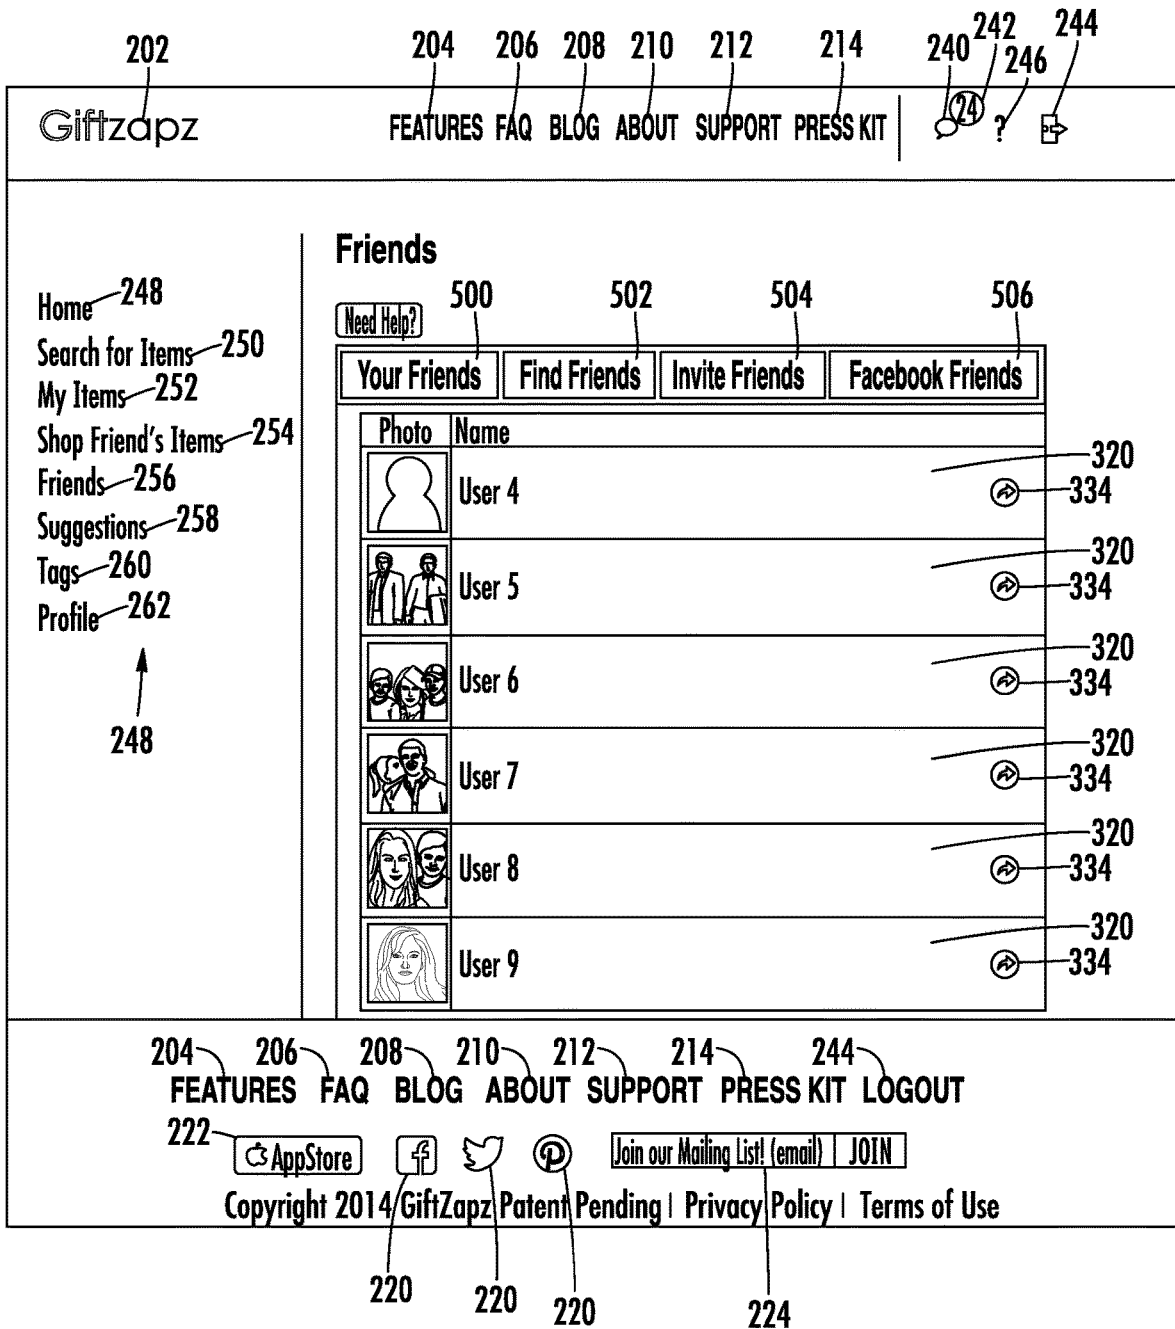 202 204 206 208 210 212 214 240 242 246 244
Giftzapz FEATURES FAQ BLOG ABOUT SUPPORT PRESS KIT 24 ?
Friends
Need Help?
500 502 504 506
Your Friends Find Friends Invite Friends Facebook Friends
Home 248
Search for Items 250
My Items 252
Shop Friend's Items 254
Friends 256
Suggestions 258
Tags 260
Profile 262
248
Photo Name
User 4 320 334
User 5 320 334
User 6 320 334
User 7 320 334
User 8 320 334
User 9 320 334
204 206 208 210 212 214 244
FEATURES FAQ BLOG ABOUT SUPPORT PRESS KIT LOGOUT
222 AppStore f Join our Mailing List! (email) JOIN
Copyright 2014 GiftZapz Patent Pending | Privacy Policy | Terms of Use
220 220 220 224